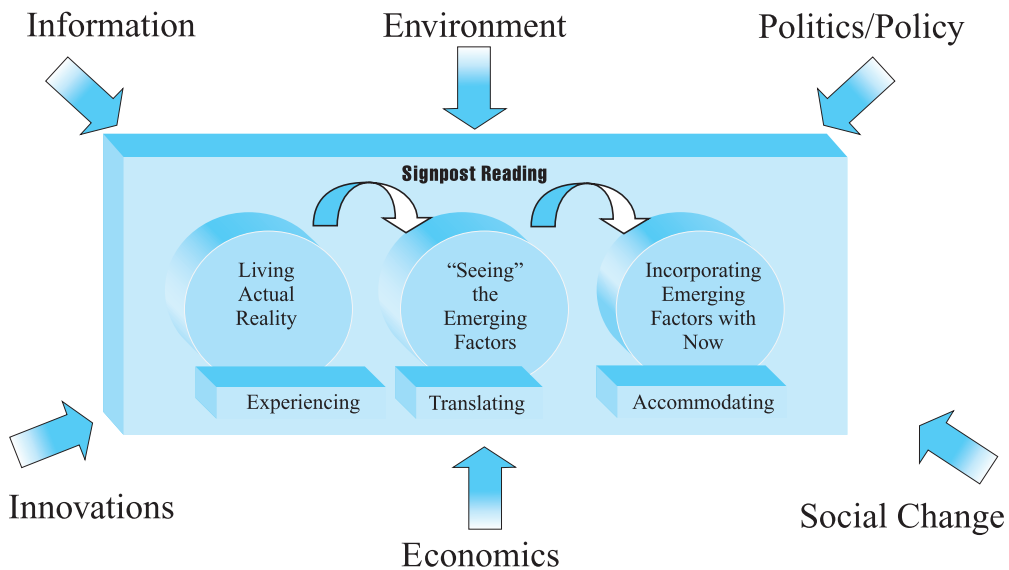 Information
Environment
Politics/Policy
Signpost Reading
Living
Actual
Reality
“Seeing”
the
Emerging
Factors
Incorporating
Emerging
Factors with
Now
Experiencing
Translating
Accommodating
Innovations
Economics
Social Change